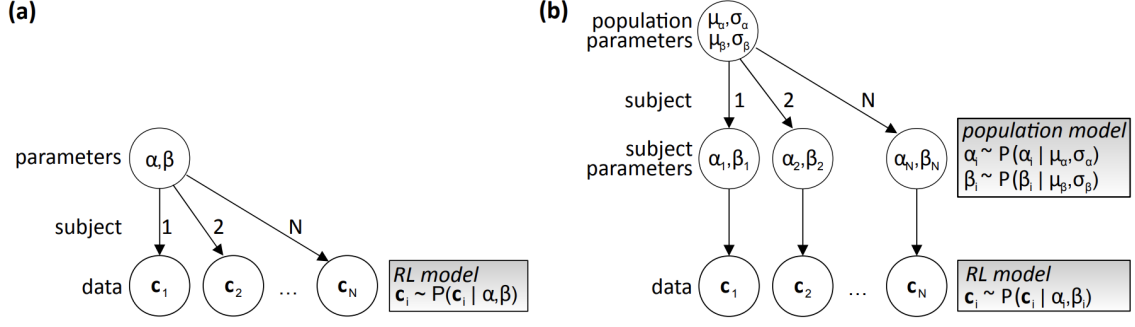 (a)
parameters
α,β
subject
1
2
N
data
c1
c2
...
cN
RL model
ci ~ P(ci | α,β)
(b)
population
parameters
μα,σα
μβ,σβ
subject
1
2
N
subject
parameters
α1,β1
α2,β2
αN,βN
population model
αi ~ P(αi | μα,σα)
βi ~ P(βi | μβ,σβ)
data
c1
c2
...
cN
RL model
ci ~ P(ci | αi,βi)